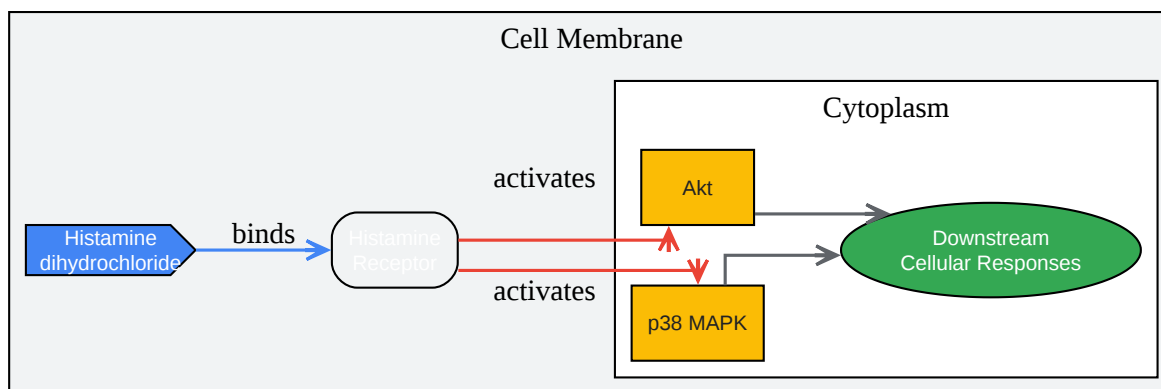 Cell Membrane
Cytoplasm
activates
Akt
Histamine
dihydrochloride
binds
Histamine
Receptor
Downstream
Cellular Responses
activates
p38 MAPK